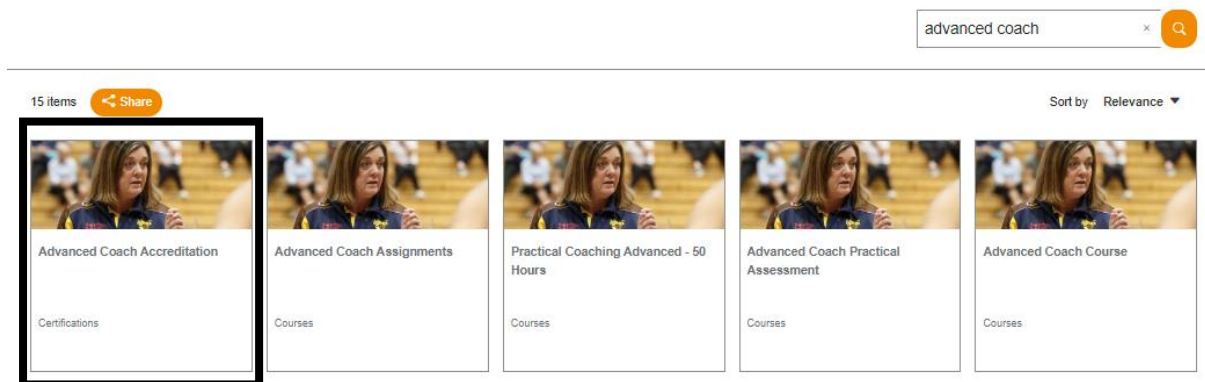 advanced coach ×
15 items Share Sort by Relevance
Advanced Coach Accreditation
Certifications
Advanced Coach Assignments
Courses
Practical Coaching Advanced - 50
Hours
Courses
Advanced Coach Practical
Assessment
Courses
Advanced Coach Course
Courses